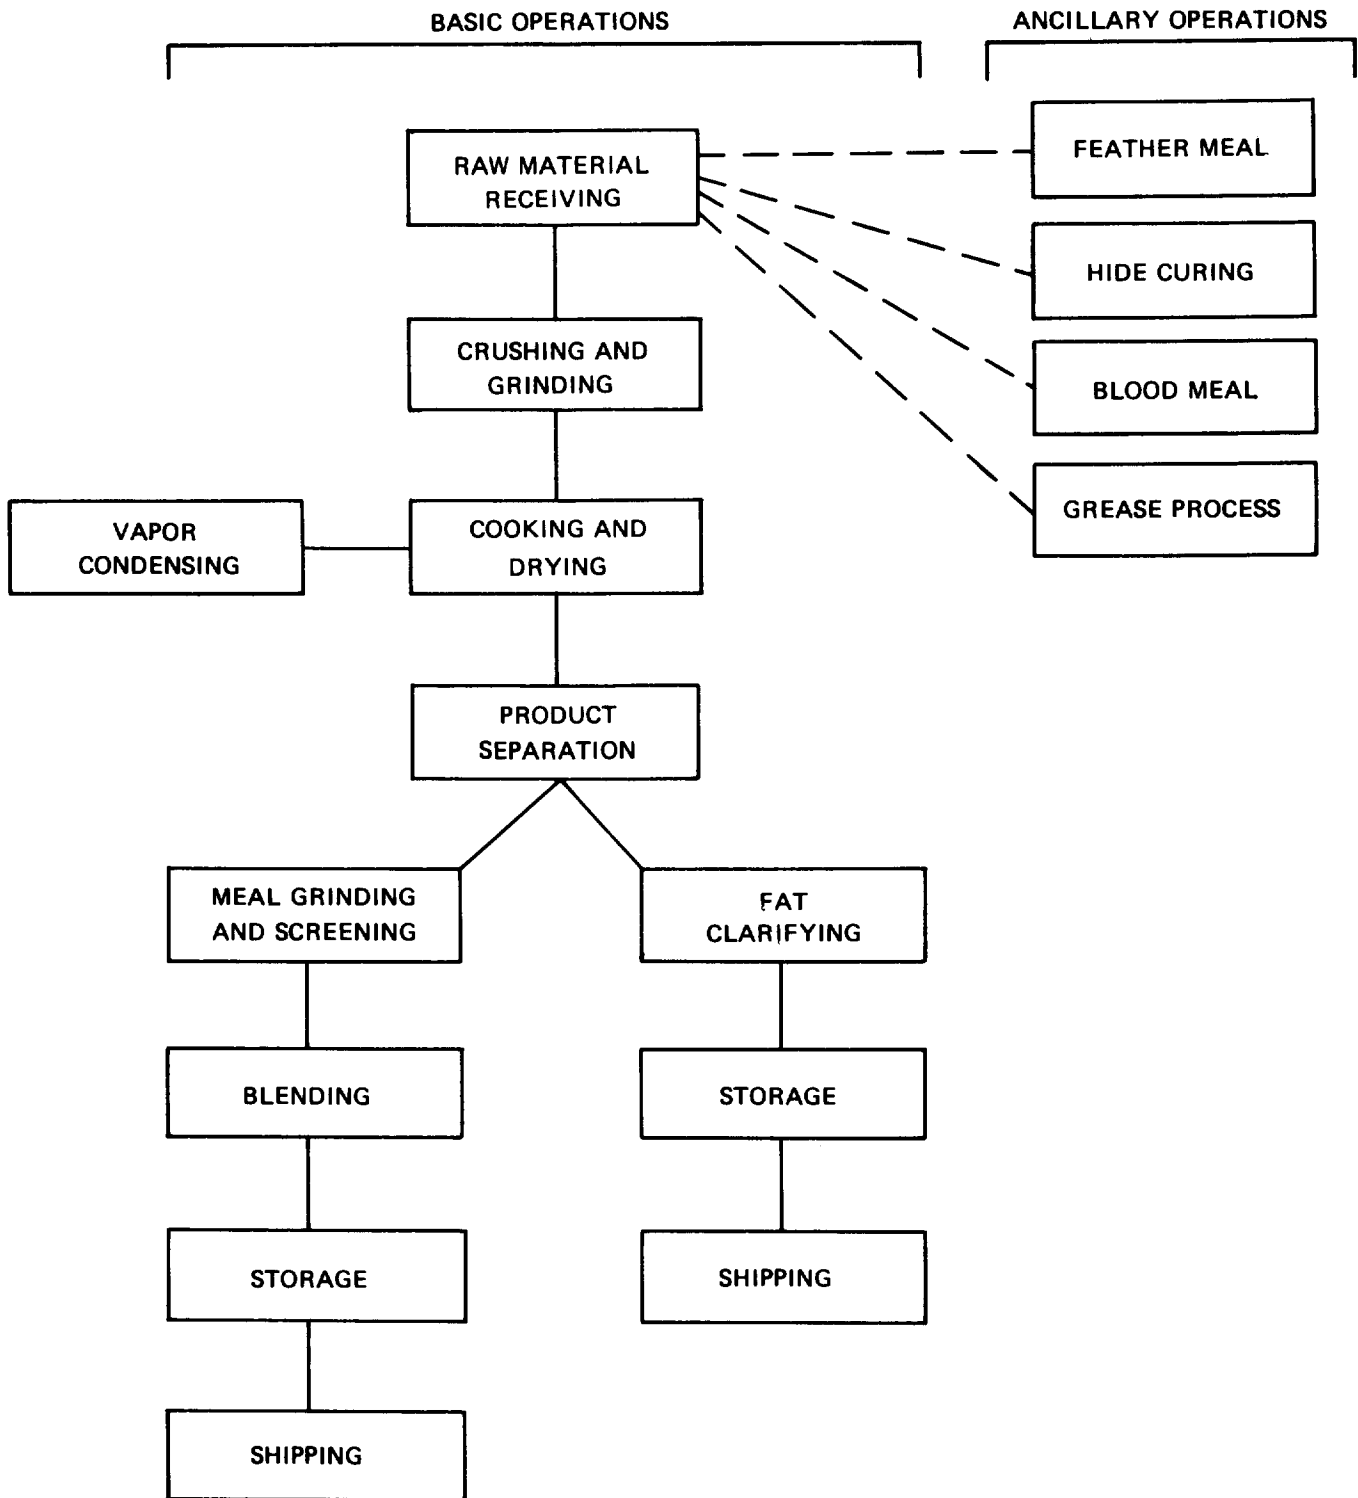 BASIC OPERATIONS
ANCILLARY OPERATIONS
RAW MATERIAL
RECEIVING
FEATHER MEAL
HIDE CURING
CRUSHING AND
GRINDING
BLOOD MEAL
GREASE PROCESS
VAPOR
CONDENSING
COOKING AND
DRYING
PRODUCT
SEPARATION
MEAL GRINDING
AND SCREENING
FAT
CLARIFYING
BLENDING
STORAGE
STORAGE
SHIPPING
SHIPPING